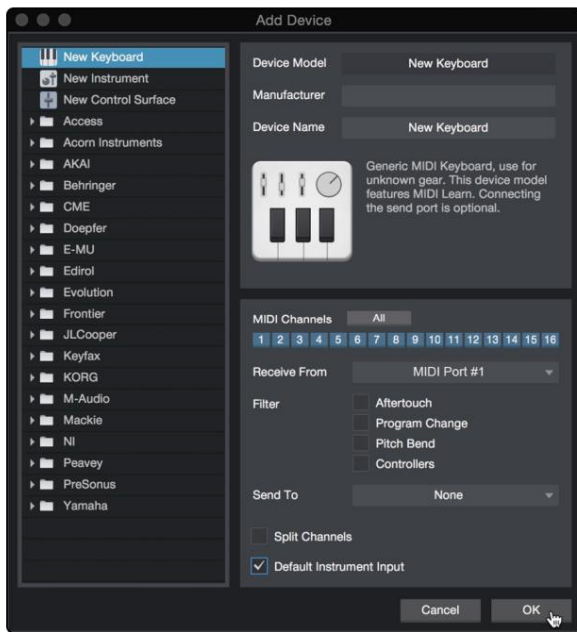 Add Device
New Keyboard
New Instrument
New Control Surface
Access
Acorn Instruments
AKAI
Behringer
CME
Doepfer
E-MU
Edirol
Evolution
Frontier
JLCooper
Keyfax
KORG
M-Audio
Mackie
NI
Peavey
PreSonus
Yamaha
Device Model New Keyboard
Manufacturer
Device Name New Keyboard
Generic MIDI Keyboard, use for
unknown gear. This device model
features MIDI Learn. Connecting
the send port is optional.
MIDI Channels All
1 2 3 4 5 6 7 8 9 10 11 12 13 14 15 16
Receive From MIDI Port #1
Filter Aftertouch
Program Change
Pitch Bend
Controllers
Send To None
Split Channels
Default Instrument Input
Cancel OK